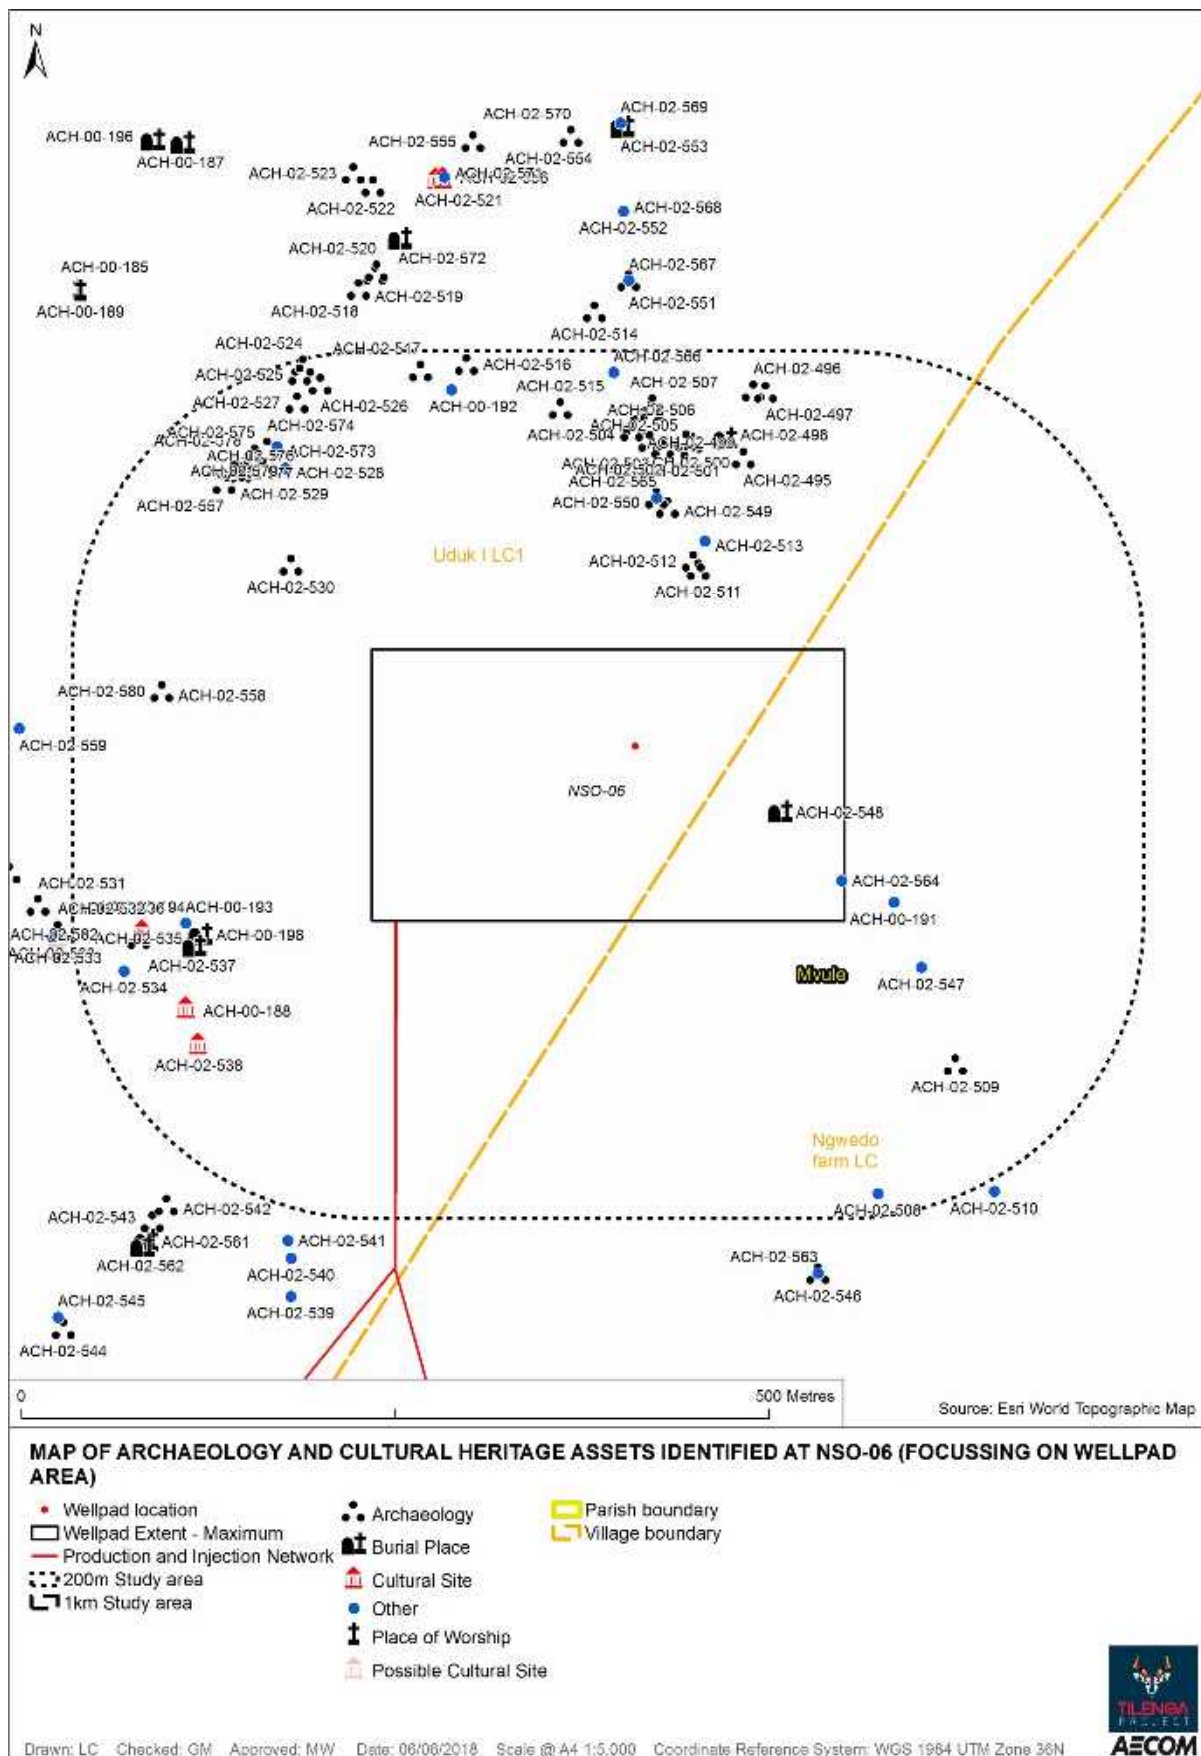 N
ACH-02-570
ACH-02-569
ACH-00-196
ACH-02-555
ACH-00-187
ACH-02-554
ACH-02-553
ACH-02-523
ACH-02-571
ACH-02-521
ACH-02-522
ACH-02-568
ACH-02-552
ACH-02-520
ACH-02-572
ACH-00-185
ACH-02-567
ACH-02-519
ACH-02-551
ACH-00-189
ACH-02-518
ACH-02-514
ACH-02-524
ACH-02-517
ACH-02-566
ACH-02-516
ACH-02-496
ACH-02-525
ACH-02-515
ACH-02-507
ACH-02-527
ACH-02-526
ACH-00-192
ACH-02-506
ACH-02-497
ACH-02-574
ACH-02-505
ACH-02-575
ACH-02-504
ACH-02-498
ACH-02-573
ACH-02-528
ACH-02-501
ACH-02-495
ACH-02-565
ACH-02-529
ACH-02-557
ACH-02-550
ACH-02-549
ACH-02-513
Uduk I LC1
ACH-02-512
ACH-02-530
ACH-02-511
ACH-02-580
ACH-02-558
ACH-02-559
NSO-06
ACH-02-548
ACH-02-564
ACH-02-531
ACH-00-193
ACH-00-191
ACH-02-535
ACH-00-198
ACH-02-533
ACH-02-537
Mvule
ACH-02-534
ACH-02-547
ACH-00-188
ACH-02-538
ACH-02-509
Ngwedo
farm LC
ACH-02-508
ACH-02-510
ACH-02-543
ACH-02-542
ACH-02-561
ACH-02-541
ACH-02-562
ACH-02-563
ACH-02-540
ACH-02-545
ACH-02-546
ACH-02-539
ACH-02-544
0
500 Metres
Source: Esri World Topographic Map
MAP OF ARCHAEOLOGY AND CULTURAL HERITAGE ASSETS IDENTIFIED AT NSO-06 (FOCUSSING ON WELLPAD
AREA)
Wellpad location
Wellpad Extent - Maximum
Production and Injection Network
200m Study area
1km Study area
Archaeology
Burial Place
Cultural Site
Other
Place of Worship
Possible Cultural Site
Parish boundary
Village boundary
TILENGA
PROJECT
AECOM
Drawn: LC Checked: GM Approved: MW Date: 06/06/2018 Scale @ A4 1:5,000 Coordinate Reference System: WGS 1984 UTM Zone 36N